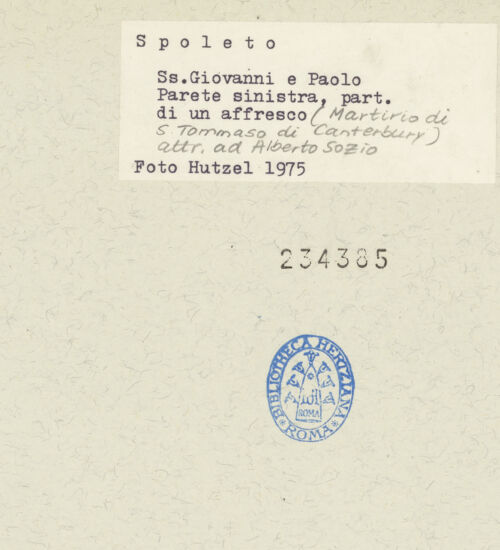 S p o l e t o
Ss.Giovanni e Paolo
Parete sinistra, part.
di un affresco (Martirio di
S Tommaso di Canterbury)
attr. ad Alberto Sozio
Foto Hutzel 1975
234385
BIBLIOTHECA HERTZIANA
ROMA
ROMA